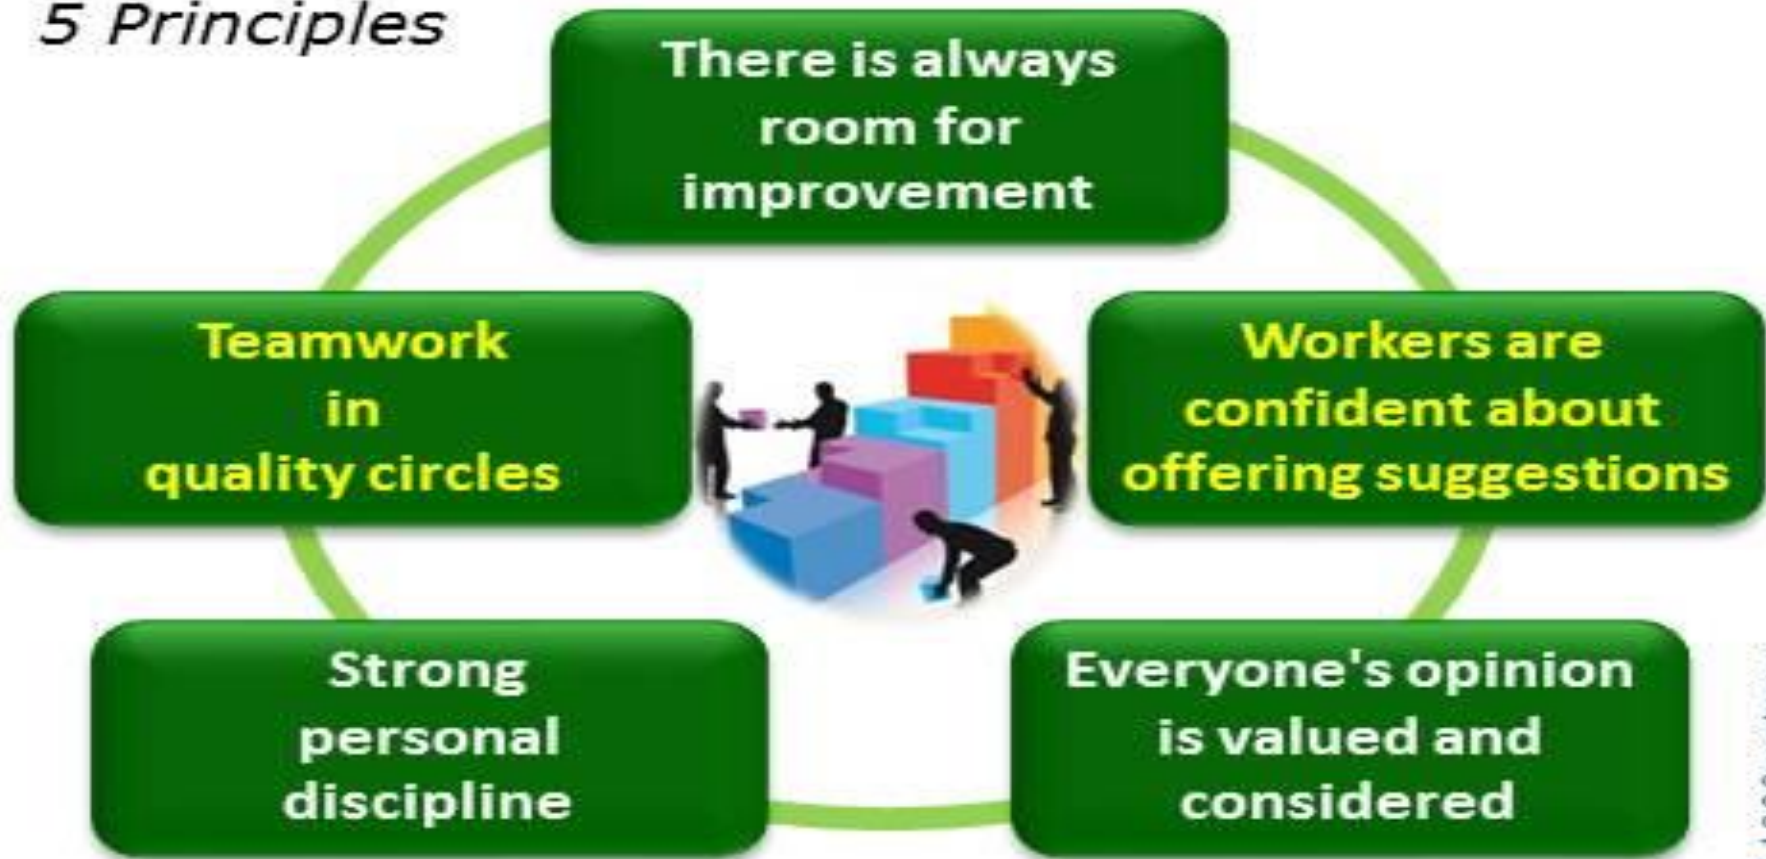 5 Principles
There is always
room for
improvement
Workers are
confident about
offering suggestions
Everyone's opinion
is valued and
considered
Strong
personal
discipline
Teamwork
in
quality circles